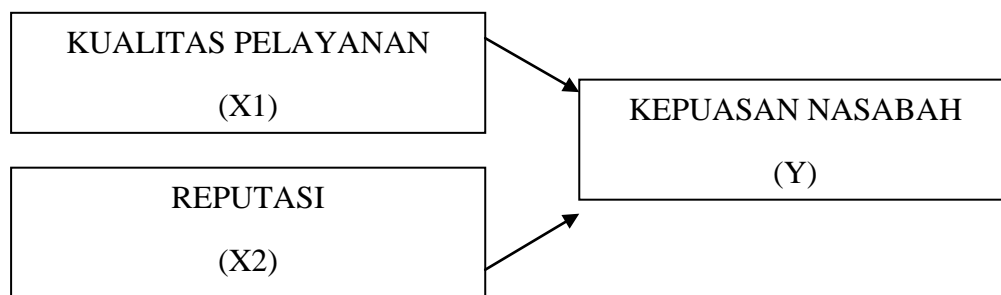 KUALITAS PELAYANAN
(X1)
KEPUASAN NASABAH
(Y)
REPUTASI
(X2)